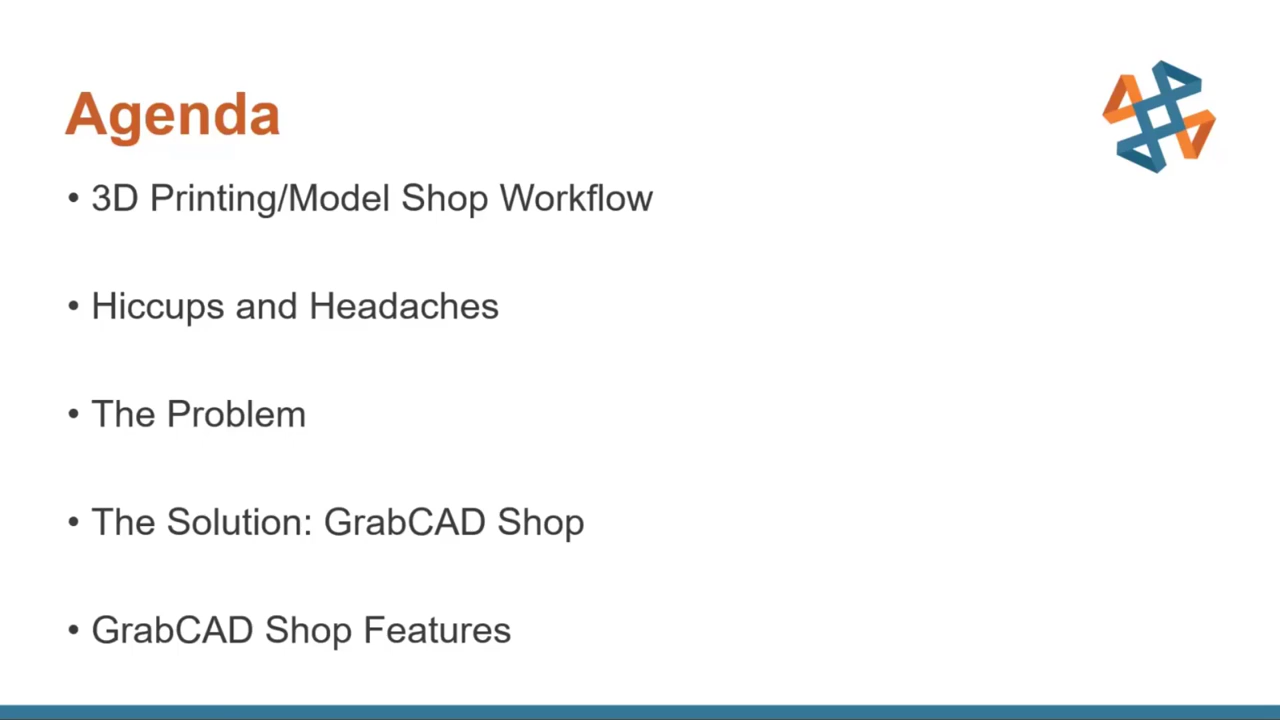 Agenda
• 3D Printing/Model Shop Workflow
• Hiccups and Headaches
• The Problem
• The Solution: GrabCAD Shop
• GrabCAD Shop Features